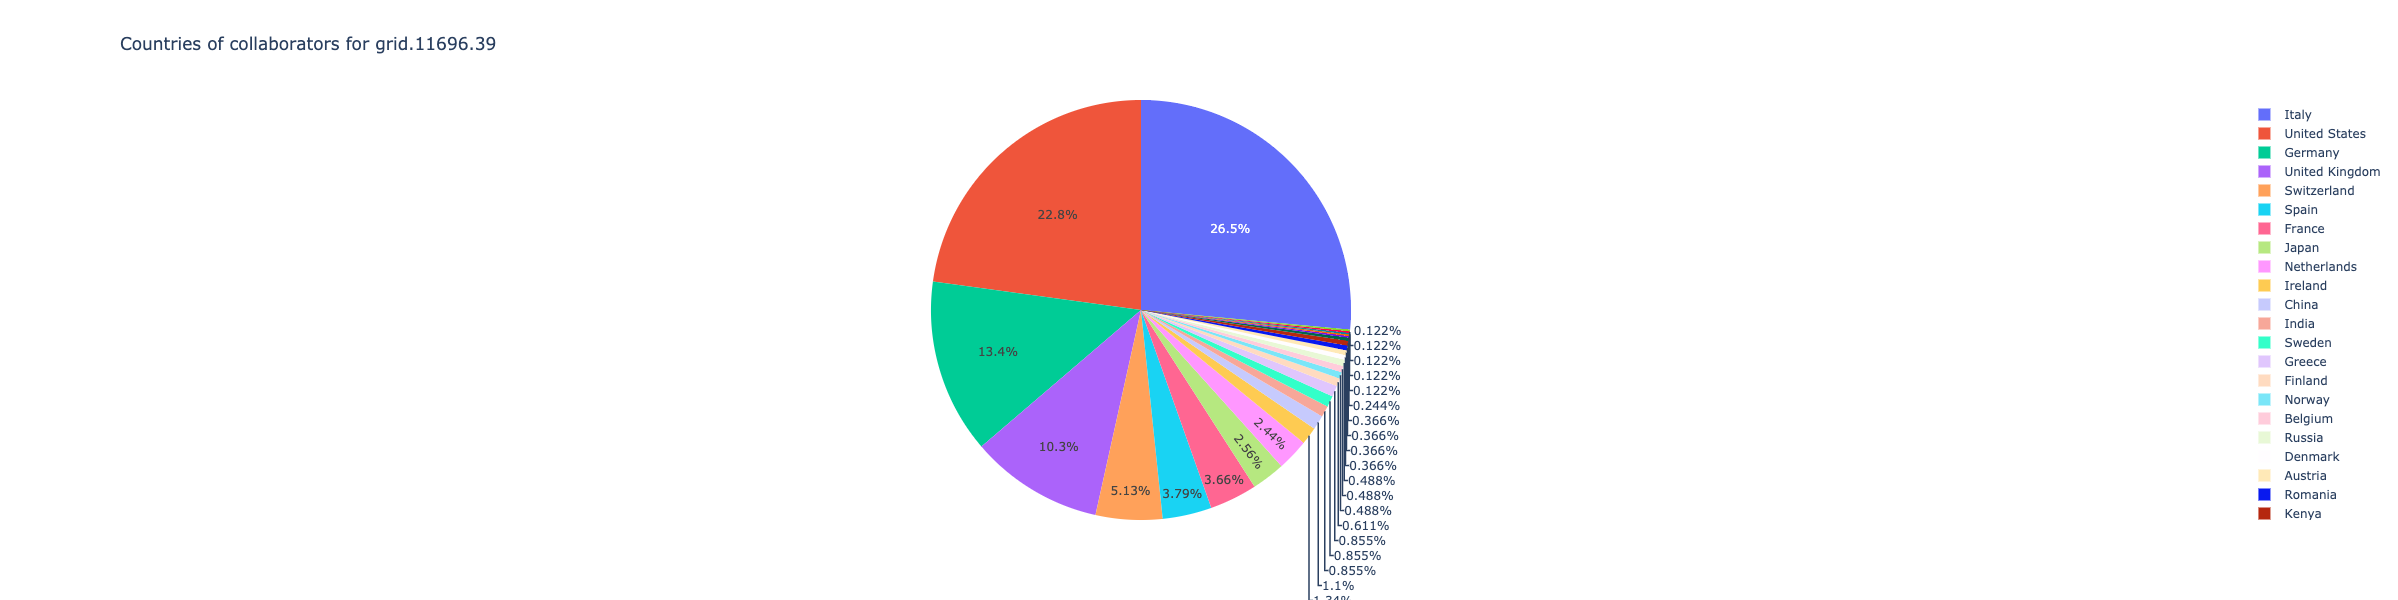 Countries of collaborators for grid.11696.39
26.5%
22.8%
13.4%
10.3%
5.13%
3.79%
3.66%
2.56%
2.44%
0.122%
0.122%
0.122%
0.122%
0.122%
0.244%
0.366%
0.366%
0.366%
0.366%
0.488%
0.488%
0.488%
0.611%
0.855%
0.855%
0.855%
1.1%
1.34%
Italy
United States
Germany
United Kingdom
Switzerland
Spain
France
Japan
Netherlands
Ireland
China
India
Sweden
Greece
Finland
Norway
Belgium
Russia
Denmark
Austria
Romania
Kenya